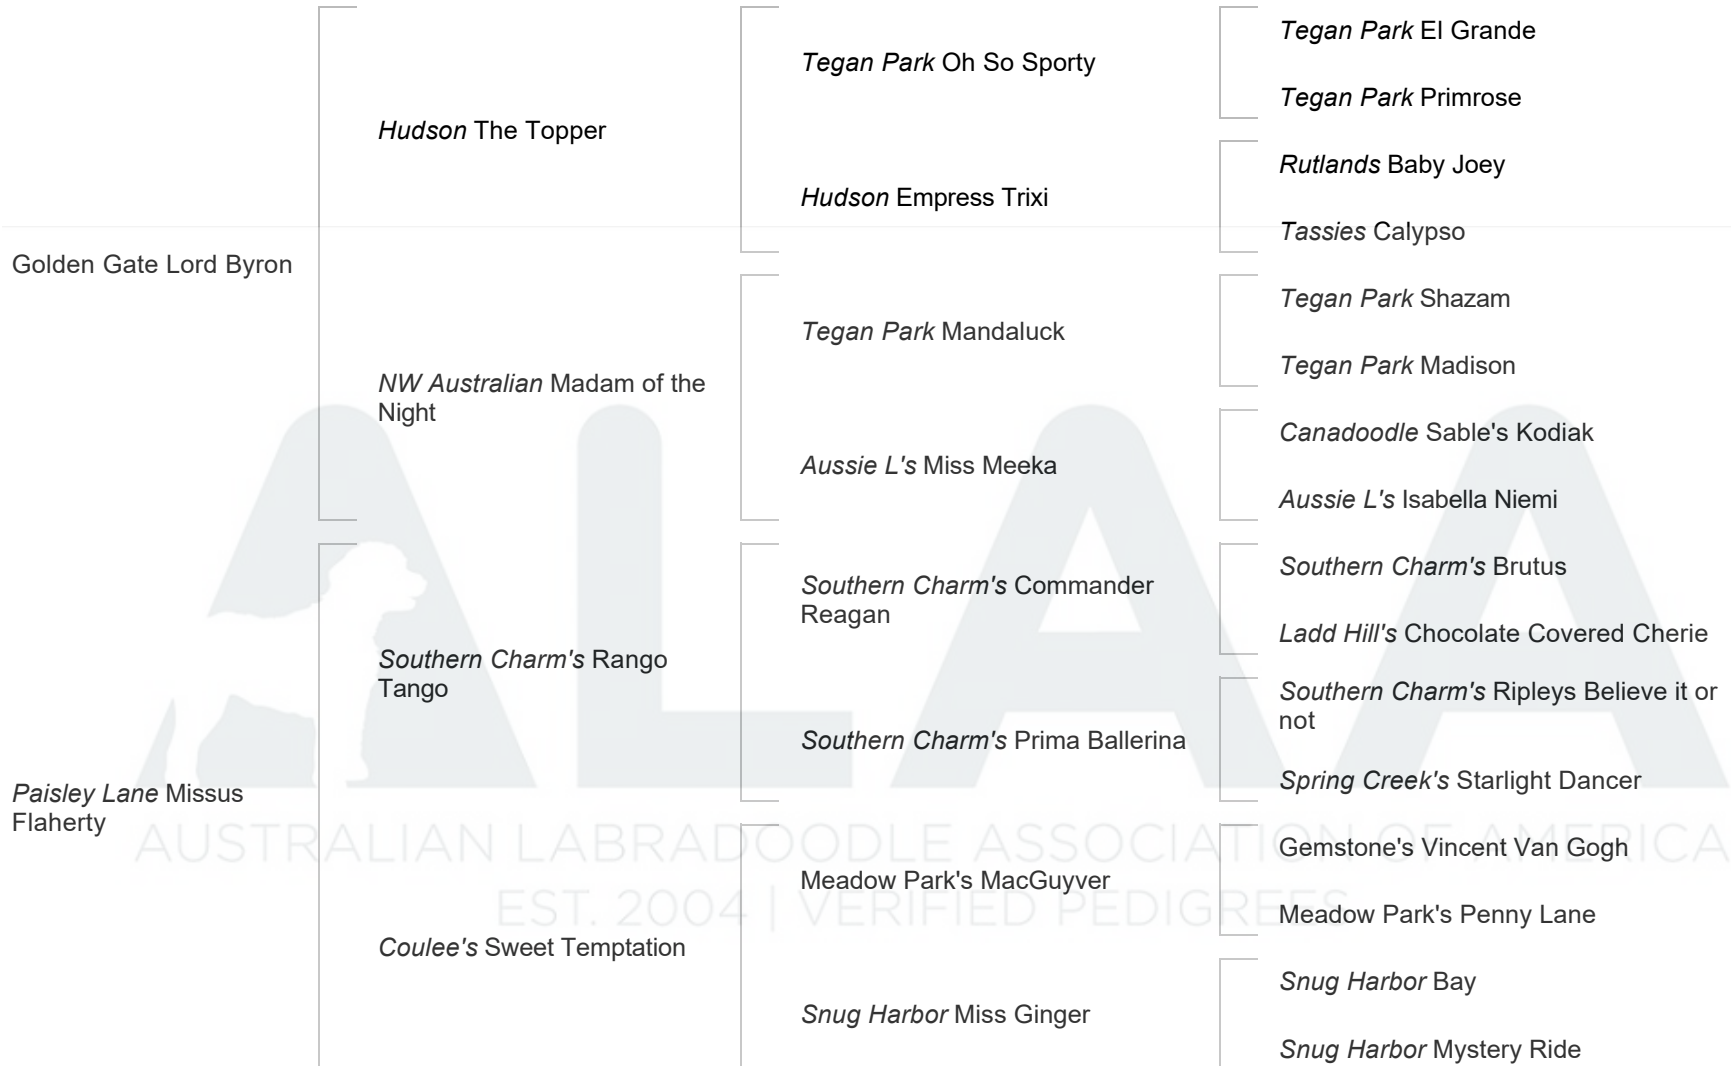 Tegan Park El Grande
Tegan Park Oh So Sporty
Tegan Park Primrose
Hudson The Topper
Rutlands Baby Joey
Hudson Empress Trixi
Tassies Calypso
Golden Gate Lord Byron
Tegan Park Shazam
Tegan Park Mandaluck
Tegan Park Madison
NW Australian Madam of the
Night
Canadoodle Sable's Kodiak
Aussie L's Miss Meeka
Aussie L's Isabella Niemi
Southern Charm's Brutus
Southern Charm's Commander
Reagan
Ladd Hill's Chocolate Covered Cherie
Southern Charm's Rango
Tango
Southern Charm's Ripleys Believe it or
not
Southern Charm's Prima Ballerina
Spring Creek's Starlight Dancer
Paisley Lane Missus
Flaherty
Gemstone's Vincent Van Gogh
Meadow Park's MacGuyver
Meadow Park's Penny Lane
Coulee's Sweet Temptation
Snug Harbor Bay
Snug Harbor Miss Ginger
Snug Harbor Mystery Ride
ALAA
AUSTRALIAN LABRADOODLE ASSOCIATION OF AMERICA
EST. 2004 | VERIFIED PEDIGREES